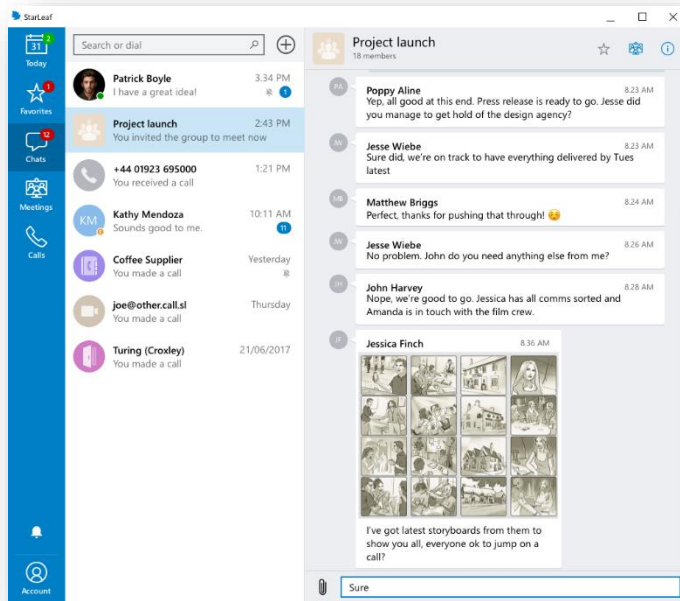 StarLeaf
31
2
Today
1
Favorites
12
Chats
Meetings
Calls
Account
Search or dial
Patrick Boyle 3.34 PM
I have a great idea! 1
Project launch 2:43 PM
You invited the group to meet now
+44 01923 695000 1:21 PM
You received a call
KM
Kathy Mendoza 10:11 AM
Sounds good to me. 11
Coffee Supplier Yesterday
You made a call
joe@other.call.sl Thursday
You made a call
Turing (Croxley) 21/06/2017
You made a call
Project launch
18 members
PA
Poppy Aline 8.23 AM
Yep, all good at this end. Press release is ready to go. Jesse did
you manage to get hold of the design agency?
JW
Jesse Wiebe 8.23 AM
Sure did, we're on track to have everything delivered by Tues
latest
MB
Matthew Briggs 8.24 AM
Perfect, thanks for pushing that through! 😌
JW
Jesse Wiebe 8.26 AM
No problem. John do you need anything else from me?
JH
John Harvey 8.28 AM
Nope, we're good to go. Jessica has all comms sorted and
Amanda is in touch with the film crew.
JF
Jessica Finch 8.36 AM
I've got latest storyboards from them to
show you all, everyone ok to jump on a
call?
Sure